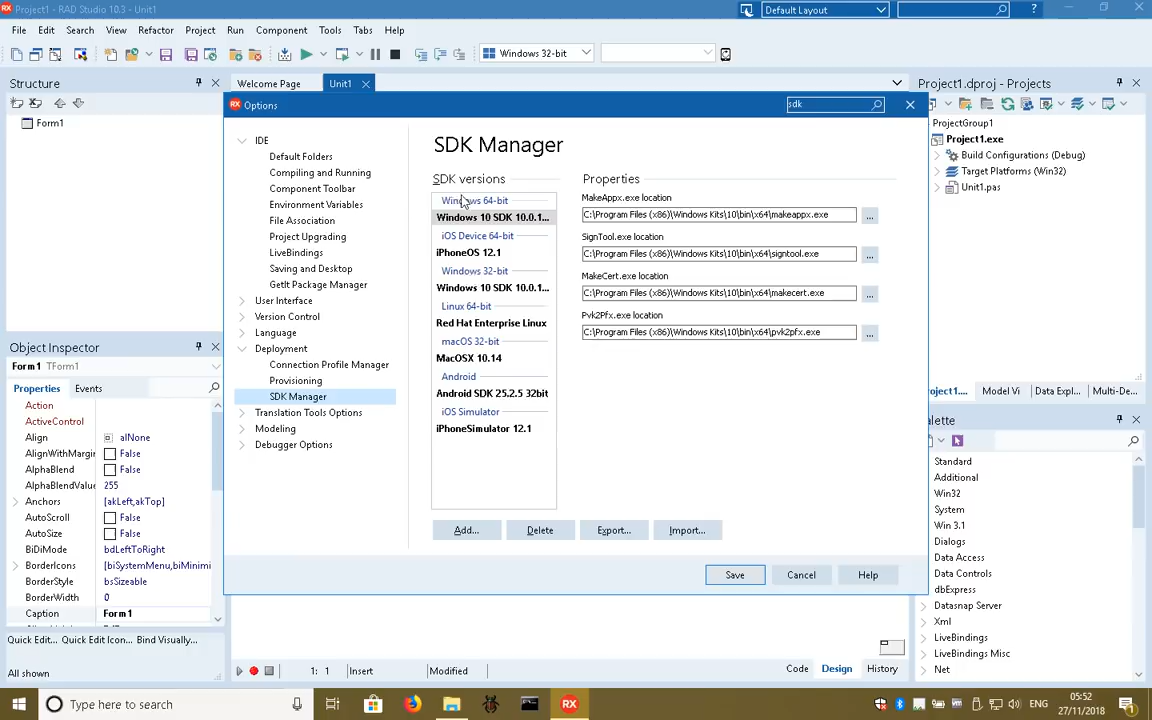 Project1 - RAD Studio 10.3 - Unit1
Default Layout
?
File Edit Search View Refactor Project Run Component Tools Tabs Help
Windows 32-bit
Structure
Welcome Page
Unit1
Project1.dproj - Projects
Form1
Options
sdk
ProjectGroup1
Project1.exe
Build Configurations (Debug)
Target Platforms (Win32)
Unit1.pas
IDE
Default Folders
Compiling and Running
Component Toolbar
Environment Variables
File Association
Project Upgrading
LiveBindings
Saving and Desktop
GetIt Package Manager
User Interface
Version Control
Language
Deployment
Connection Profile Manager
Provisioning
SDK Manager
Translation Tools Options
Modeling
Debugger Options
SDK Manager
SDK versions
Windows 64-bit
Windows 10 SDK 10.0.1...
iOS Device 64-bit
iPhoneOS 12.1
Windows 32-bit
Windows 10 SDK 10.0.1...
Linux 64-bit
Red Hat Enterprise Linux
macOS 32-bit
MacOSX 10.14
Android
Android SDK 25.2.5 32bit
iOS Simulator
iPhoneSimulator 12.1
Properties
MakeAppx.exe location
C:\Program Files (x86)\Windows Kits\10\bin\x64\makeappx.exe
...
SignTool.exe location
C:\Program Files (x86)\Windows Kits\10\bin\x64\signtool.exe
...
MakeCert.exe location
C:\Program Files (x86)\Windows Kits\10\bin\x64\makecert.exe
...
Pvk2Pfx.exe location
C:\Program Files (x86)\Windows Kits\10\bin\x64\pvk2pfx.exe
...
Add... Delete Export... Import...
Save Cancel Help
Object Inspector
Form1 TForm1
Properties Events
Action
ActiveControl
Align alNone
AlignWithMargi False
AlphaBlend False
AlphaBlendValue 255
Anchors [akLeft,akTop]
AutoScroll False
AutoSize False
BiDiMode bdLeftToRight
BorderIcons [biSystemMenu,biMinimi
BorderStyle bsSizeable
BorderWidth 0
Caption Form1
Quick Edit... Quick Edit Icon... Bind Visually...
All shown
1: 1 Insert Modified
Code Design History
roject1.... Model Vi Data Expl... Multi-De...
alette
Standard
Additional
Win32
System
Win 3.1
Dialogs
Data Access
Data Controls
dbExpress
Datasnap Server
Xml
LiveBindings
LiveBindings Misc
Net
Type here to search
ENG
05:52
27/11/2018